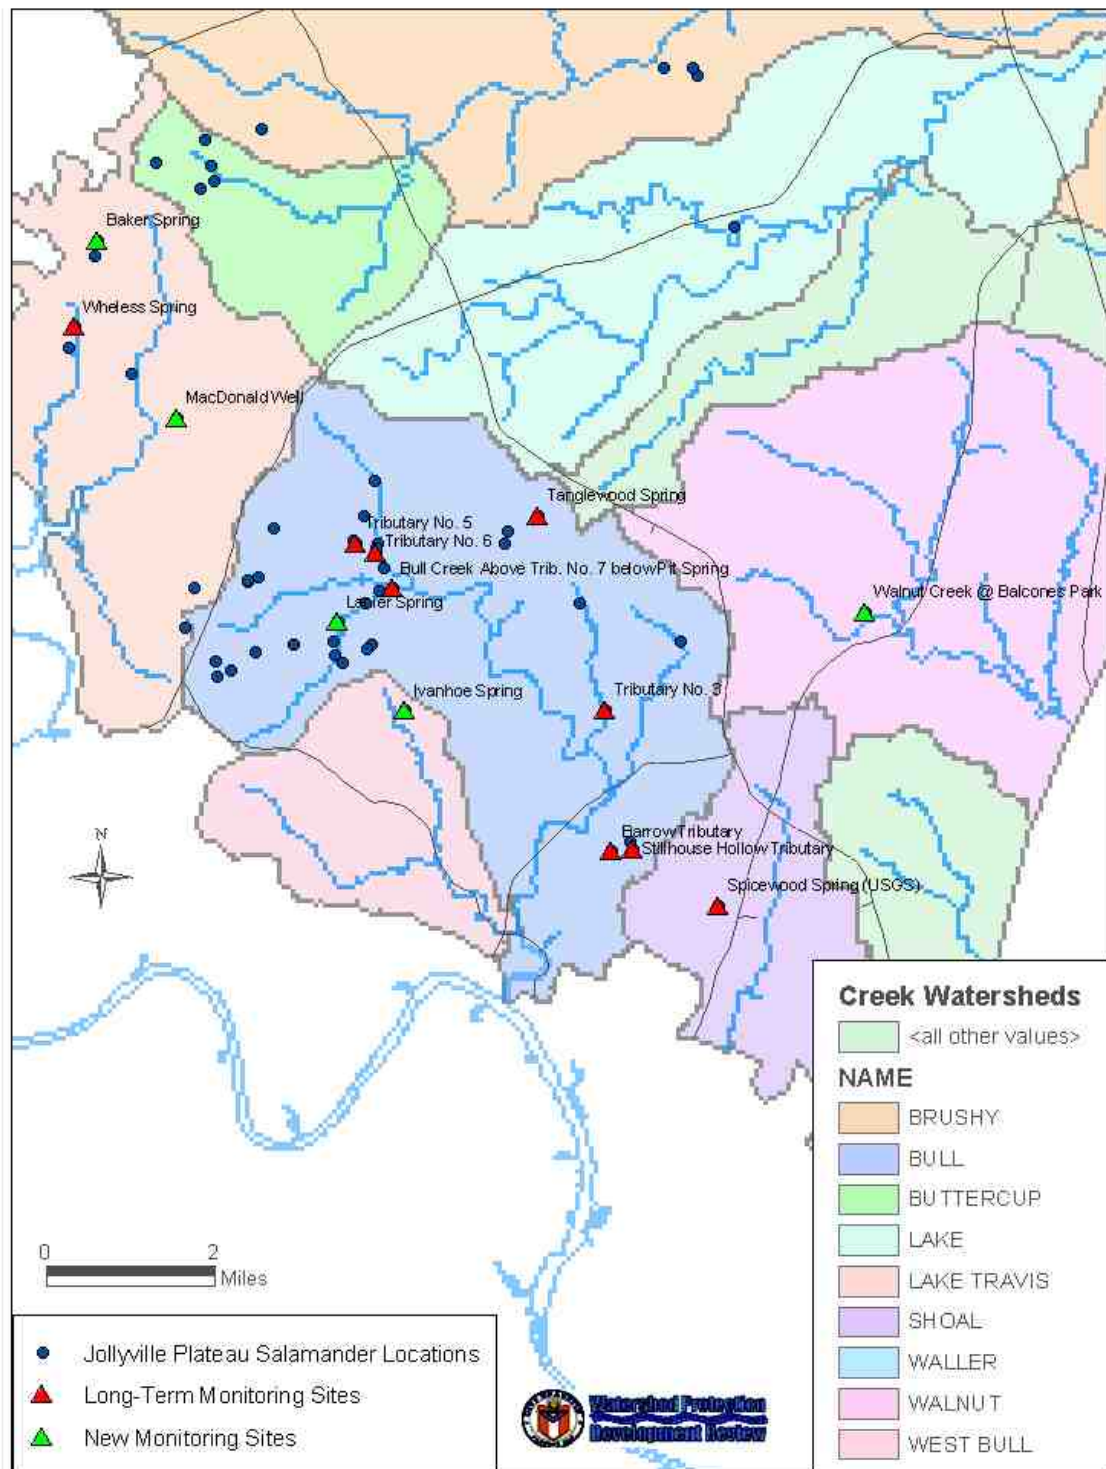 Baker Spring
Wheless Spring
MacDonald Well
Tanglewood Spring
Tributary No. 5
Tributary No. 6
Bull Creek Above Trib. No. 7 below Pit Spring
Lanier Spring
Walnut Creek @ Balcones Park
Ivanhoe Spring
Tributary No. 3
Barrow Tributary
Stillhouse Hollow Tributary
Spicewood Spring (USGS)
N
Creek Watersheds
<all other values>
NAME
BRUSHY
BULL
BUTTERCUP
LAKE
LAKE TRAVIS
SHOAL
WALLER
WALNUT
WEST BULL
0 2
Miles
Jollyville Plateau Salamander Locations
Long-Term Monitoring Sites
New Monitoring Sites
Watershed Protection
Development Review